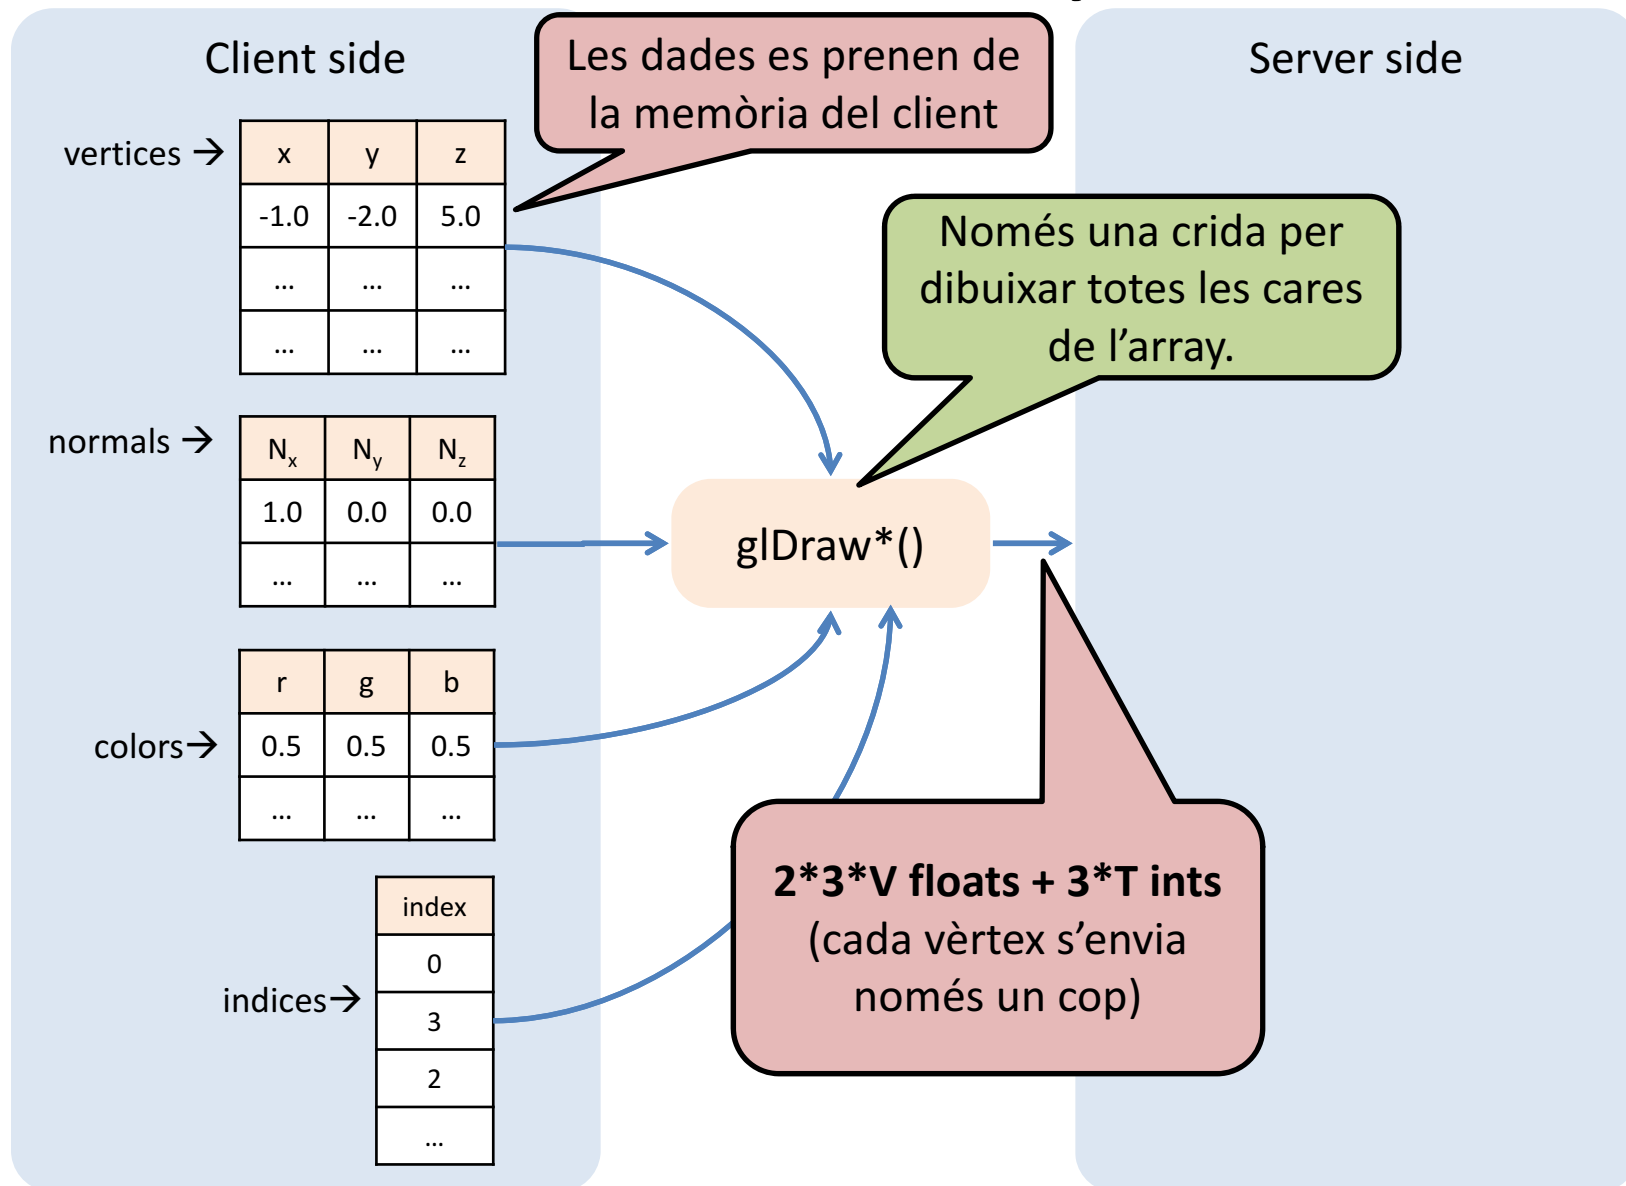 Client side
Les dades es prenen de
la memòria del client
Server side
vertices →
x y z
-1.0 -2.0 5.0
... ... ...
... ... ...
Només una crida per
dibuixar totes les cares
de l’array.
normals →
Nx Ny Nz
1.0 0.0 0.0
... ... ...
glDraw*()
colors→
r g b
0.5 0.5 0.5
... ... ...
2*3*V floats + 3*T ints
(cada vèrtex s’envia
només un cop)
indices→
index
0
3
2
...